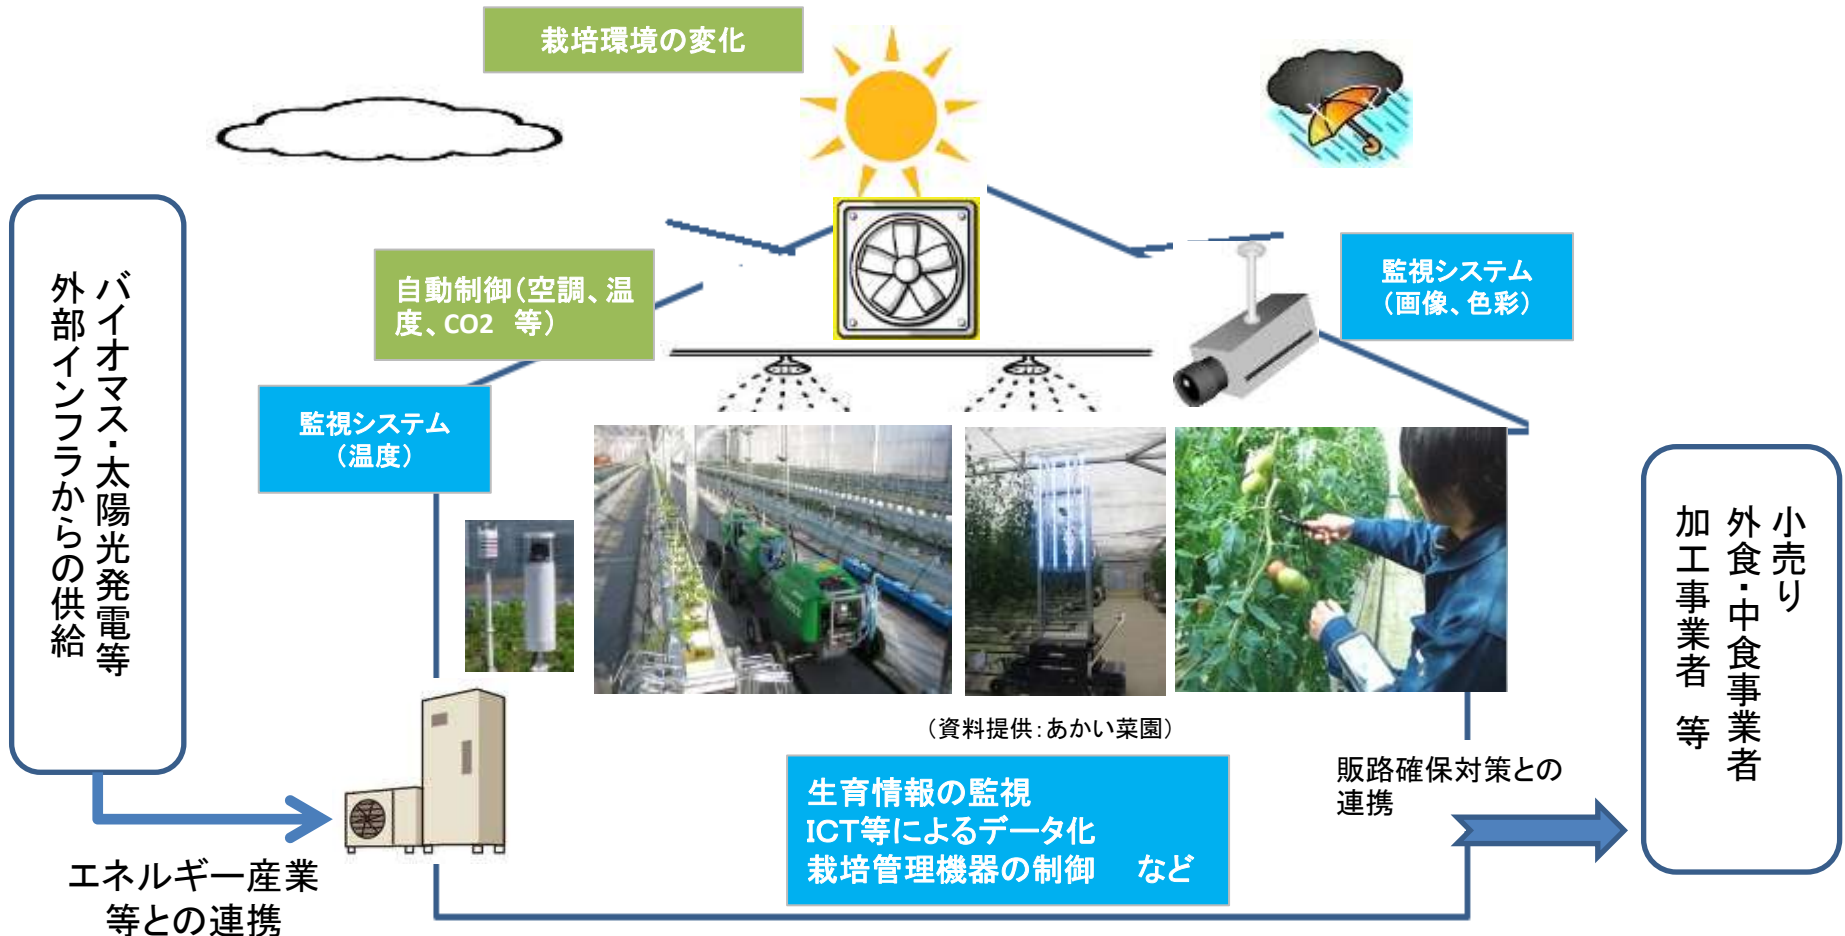 栽培環境の変化
バイオマス・太陽光発電等
外部インフラからの供給
自動制御（空調、温
度、CO2　等）
監視システム
（画像、色彩）
監視システム
（温度）
小売り
外食・中食事業者
加工事業者　等
（資料提供：あかい菜園）
生育情報の監視
ICT等によるデータ化
栽培管理機器の制御　など
販路確保対策との
連携
エネルギー産業
等との連携